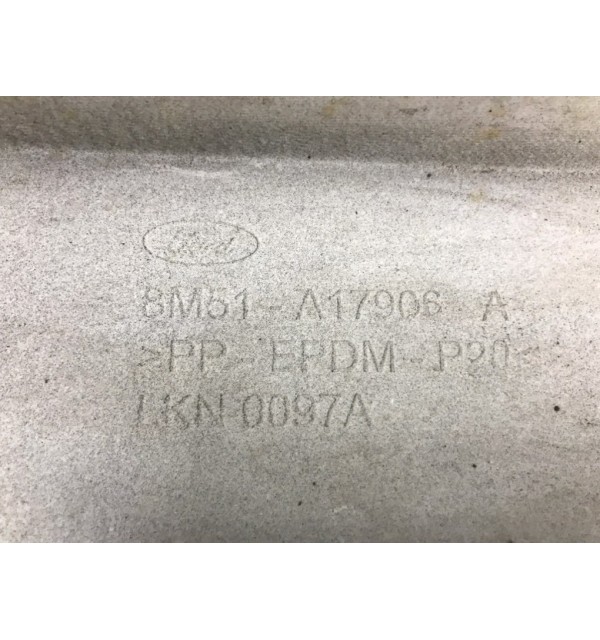 Ford
8M51-A17906-A
>PP-EPDM-P20<
LKN 0097A